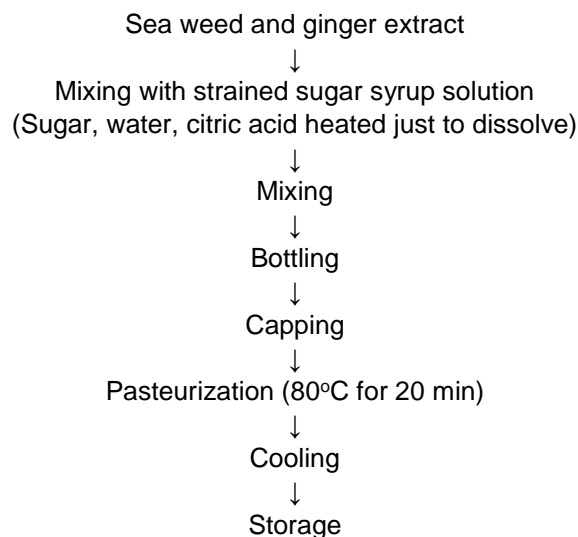 Sea weed and ginger extract
↓
Mixing with strained sugar syrup solution
(Sugar, water, citric acid heated just to dissolve)
↓
Mixing
↓
Bottling
↓
Capping
↓
Pasteurization (80°C for 20 min)
↓
Cooling
↓
Storage